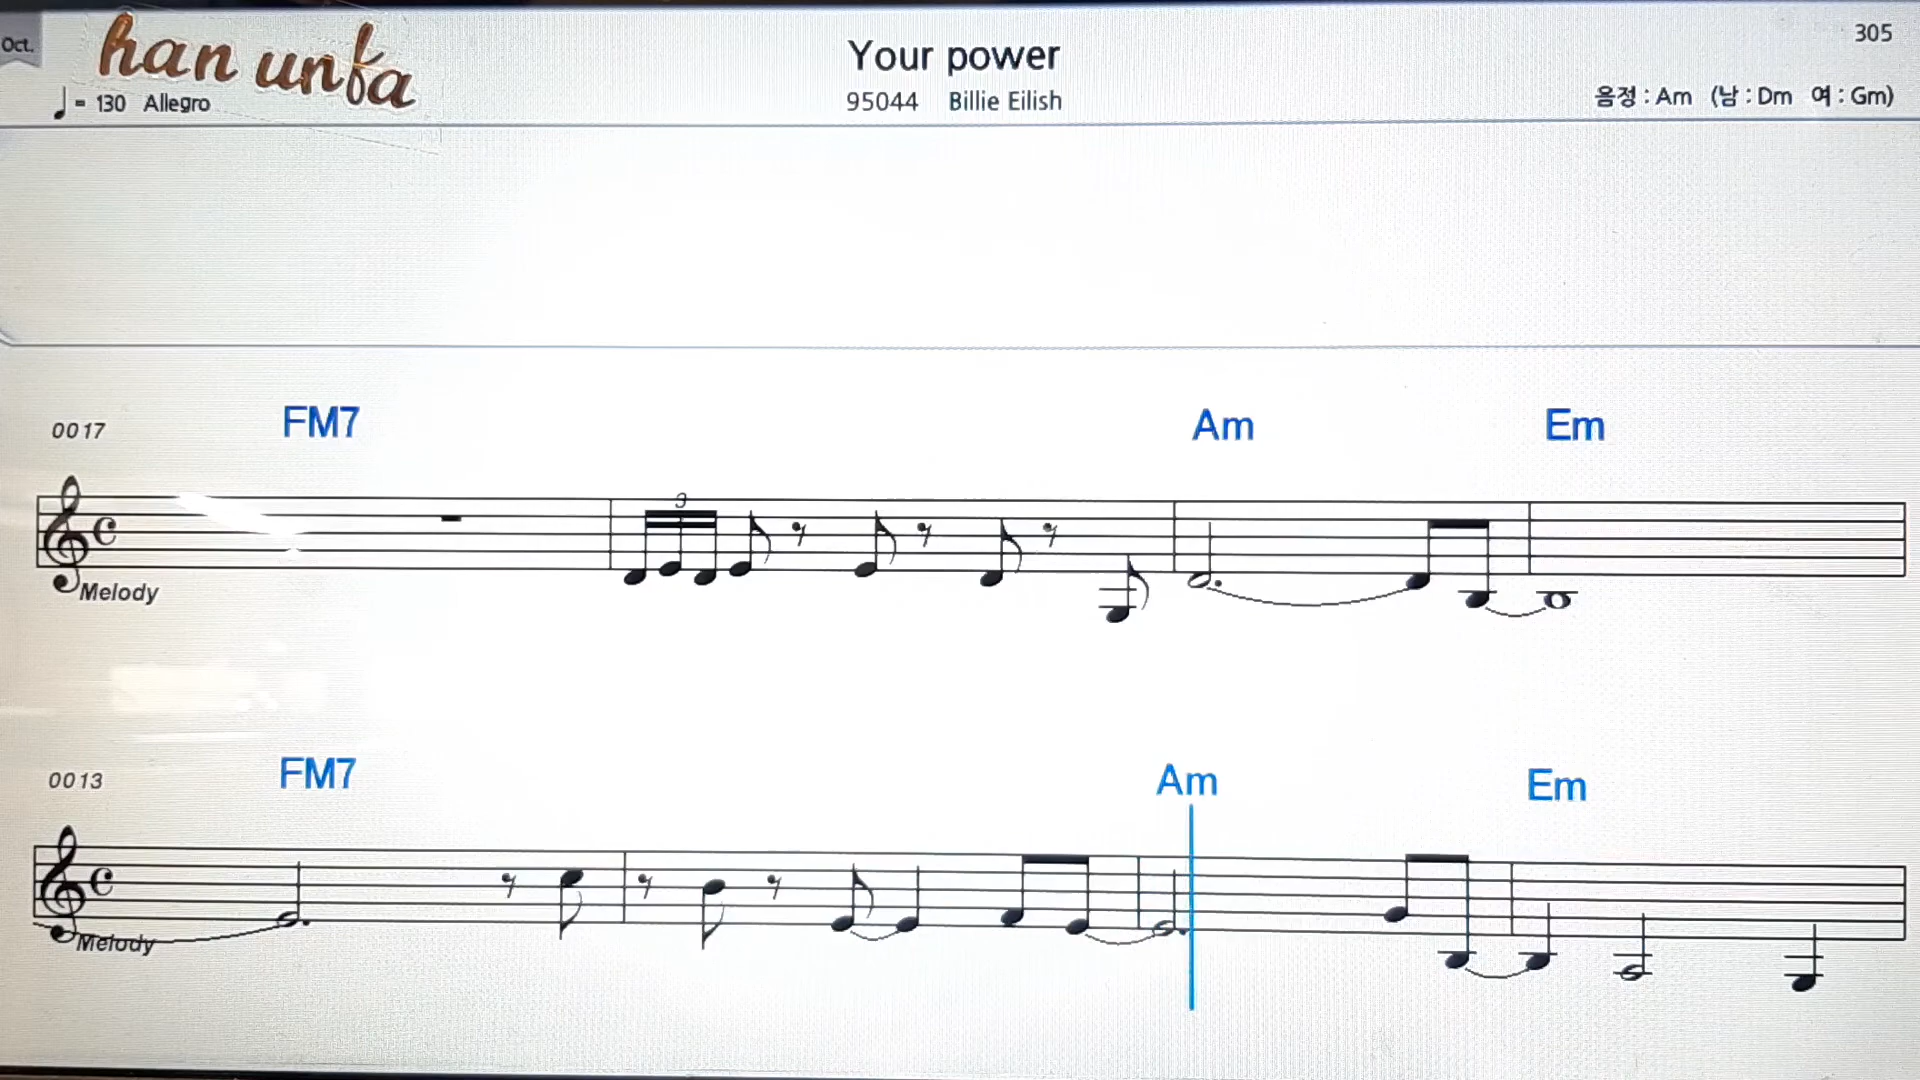 Oct.
han unfa
305
Your power
♩ = 130 Allegro
95044 Billie Eilish
음정 : Am (남 : Dm 여 : Gm)
0017 FM7 Am Em
3
Melody
0013 FM7 Am Em
Melody